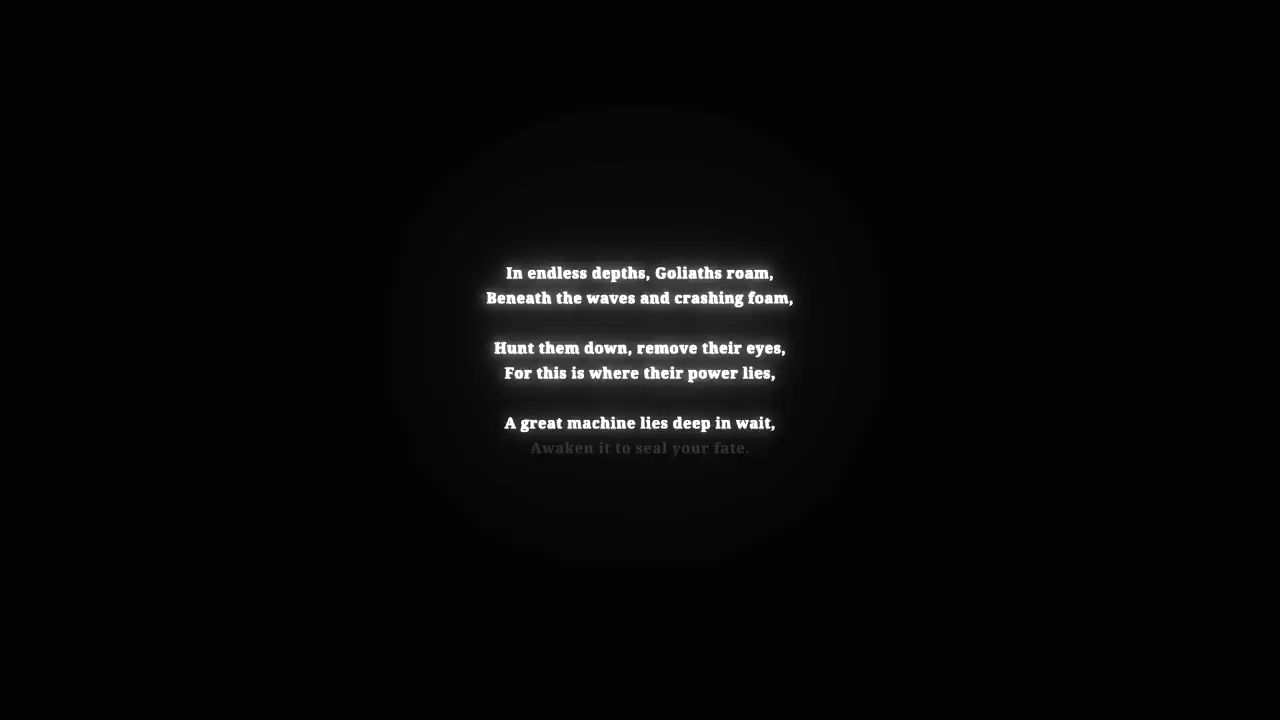 In endless depths, Goliaths roam,
Beneath the waves and crashing foam,
Hunt them down, remove their eyes,
For this is where their power lies,
A great machine lies deep in wait,
Awaken it to seal your fate.